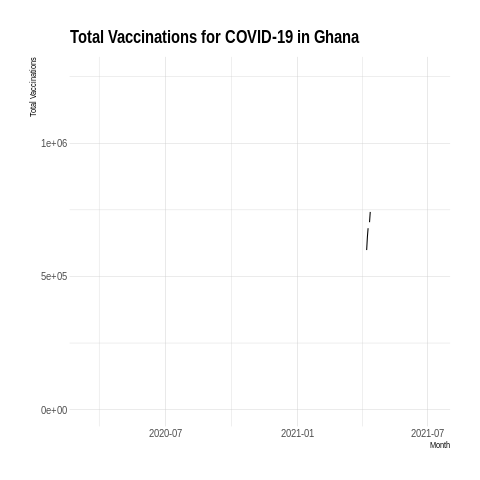 Total Vaccinations for COVID-19 in Ghana
Total Vaccinations
1e+06
5e+05
0e+00
2020-07
2021-01
2021-07
Month